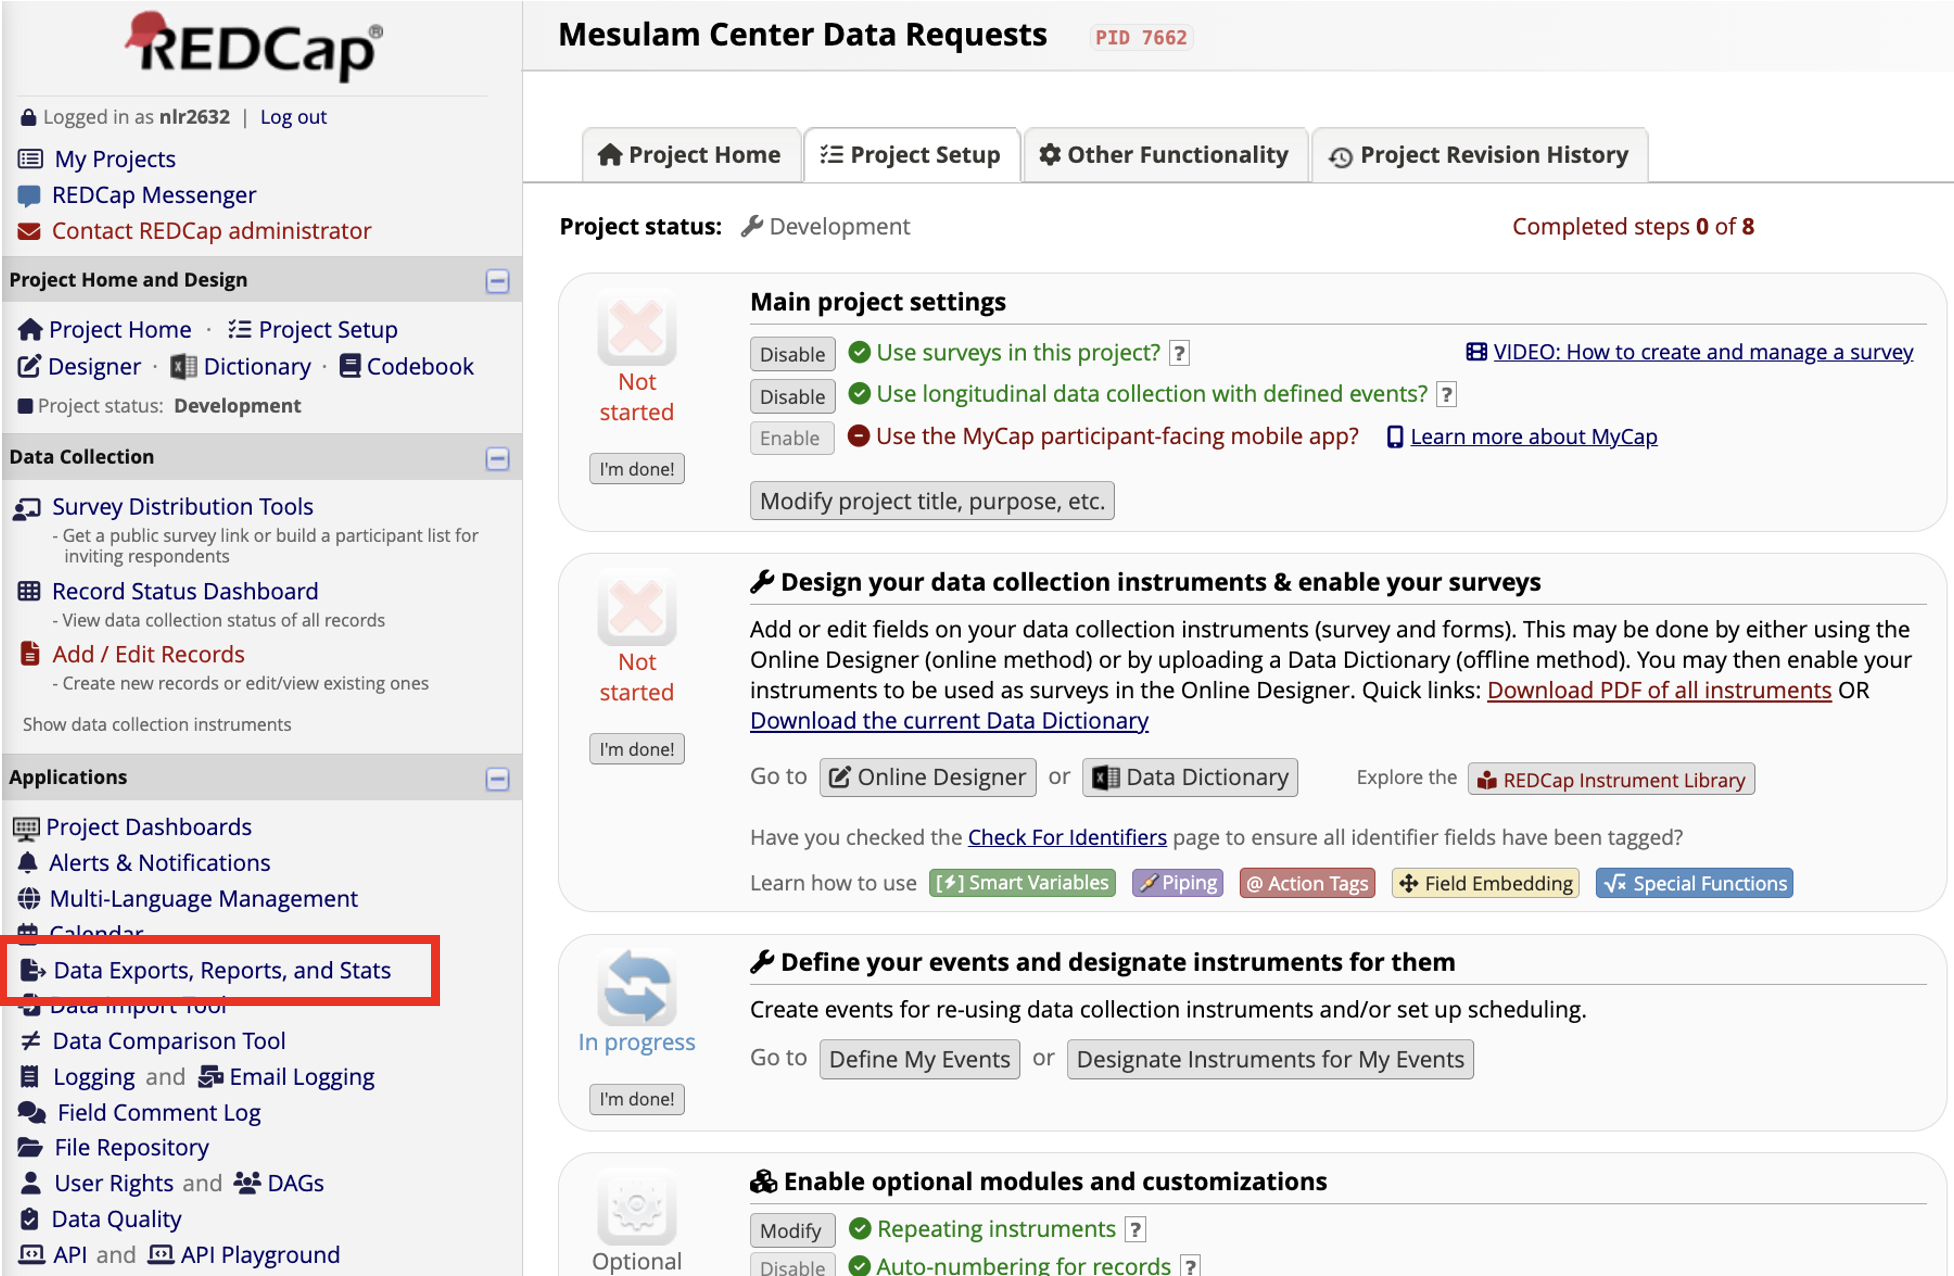 REDCap®
Logged in as nlr2632 | Log out
My Projects
REDCap Messenger
Contact REDCap administrator
Project Home and Design
Project Home · Project Setup
Designer · Dictionary · Codebook
Project status: Development
Data Collection
Survey Distribution Tools
- Get a public survey link or build a participant list for
inviting respondents
Record Status Dashboard
- View data collection status of all records
Add / Edit Records
- Create new records or edit/view existing ones
Show data collection instruments
Applications
Project Dashboards
Alerts & Notifications
Multi-Language Management
Calendar
Data Exports, Reports, and Stats
Data Import Tool
Data Comparison Tool
Logging and Email Logging
Field Comment Log
File Repository
User Rights and DAGs
Data Quality
API and API Playground
Mesulam Center Data Requests PID 7662
Project Home
Project Setup
Other Functionality
Project Revision History
Project status: Development
Completed steps 0 of 8
Not
started
I'm done!
Main project settings
Disable Use surveys in this project? ? VIDEO: How to create and manage a survey
Disable Use longitudinal data collection with defined events? ?
Enable Use the MyCap participant-facing mobile app? Learn more about MyCap
Modify project title, purpose, etc.
Not
started
I'm done!
Design your data collection instruments & enable your surveys
Add or edit fields on your data collection instruments (survey and forms). This may be done by either using the
Online Designer (online method) or by uploading a Data Dictionary (offline method). You may then enable your
instruments to be used as surveys in the Online Designer. Quick links: Download PDF of all instruments OR
Download the current Data Dictionary
Go to Online Designer or Data Dictionary Explore the REDCap Instrument Library
Have you checked the Check For Identifiers page to ensure all identifier fields have been tagged?
Learn how to use [⚡] Smart Variables Piping @ Action Tags Field Embedding √x Special Functions
In progress
I'm done!
Define your events and designate instruments for them
Create events for re-using data collection instruments and/or set up scheduling.
Go to Define My Events or Designate Instruments for My Events
Optional
Enable optional modules and customizations
Modify Repeating instruments ?
Disable Auto-numbering for records ?